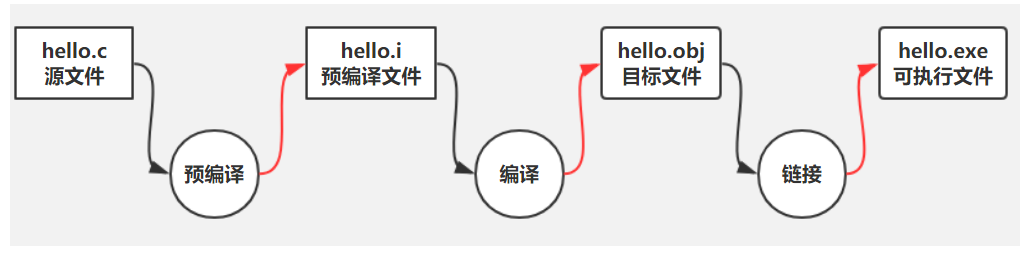 hello.c
源文件
hello.i
预编译文件
hello.obj
目标文件
hello.exe
可执行文件
预编译
编译
链接